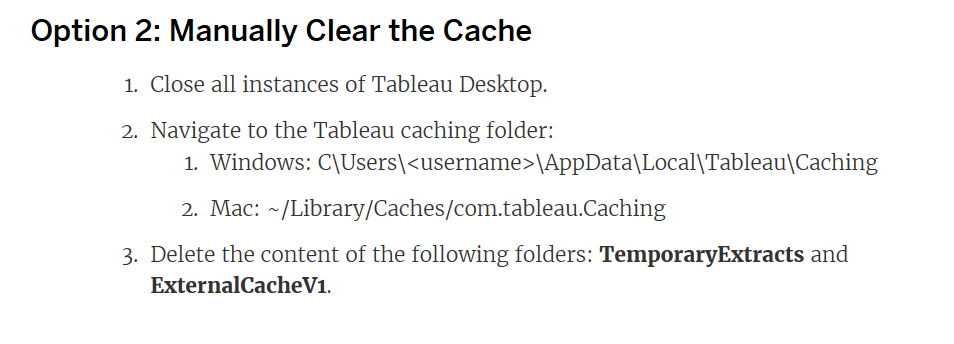 Option 2: Manually Clear the Cache
1. Close all instances of Tableau Desktop.
2. Navigate to the Tableau caching folder:
1. Windows: C\Users\<username>\AppData\Local\Tableau\Caching
2. Mac: ~/Library/Caches/com.tableau.Caching
3. Delete the content of the following folders: TemporaryExtracts and
ExternalCacheV1.